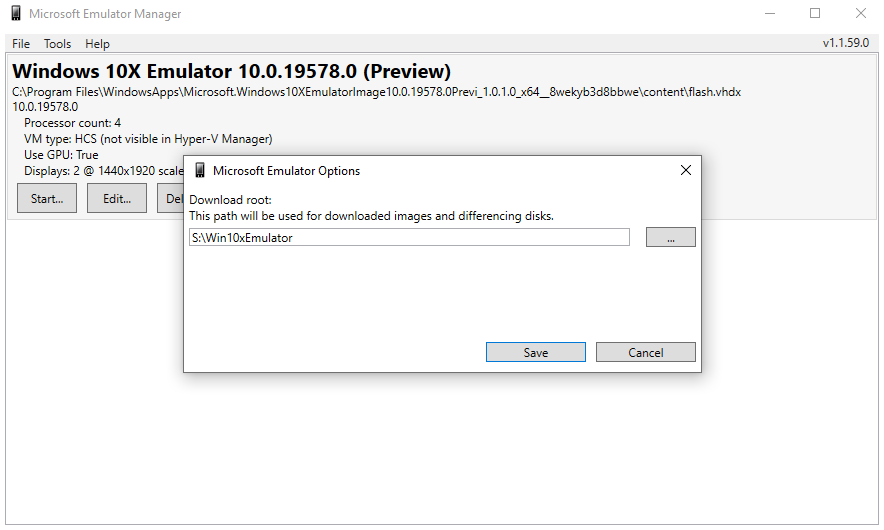 Microsoft Emulator Manager
File Tools Help v1.1.59.0
Windows 10X Emulator 10.0.19578.0 (Preview)
C:\Program Files\WindowsApps\Microsoft.Windows10XEmulatorImage10.0.19578.0Previ_1.0.1.0_x64__8wekyb3d8bbwe\content\flash.vhdx
10.0.19578.0
Processor count: 4
VM type: HCS (not visible in Hyper-V Manager)
Use GPU: True
Displays: 2 @ 1440x1920 scale
Start... Edit... Del
Microsoft Emulator Options
Download root:
This path will be used for downloaded images and differencing disks.
S:\Win10xEmulator ...
Save Cancel